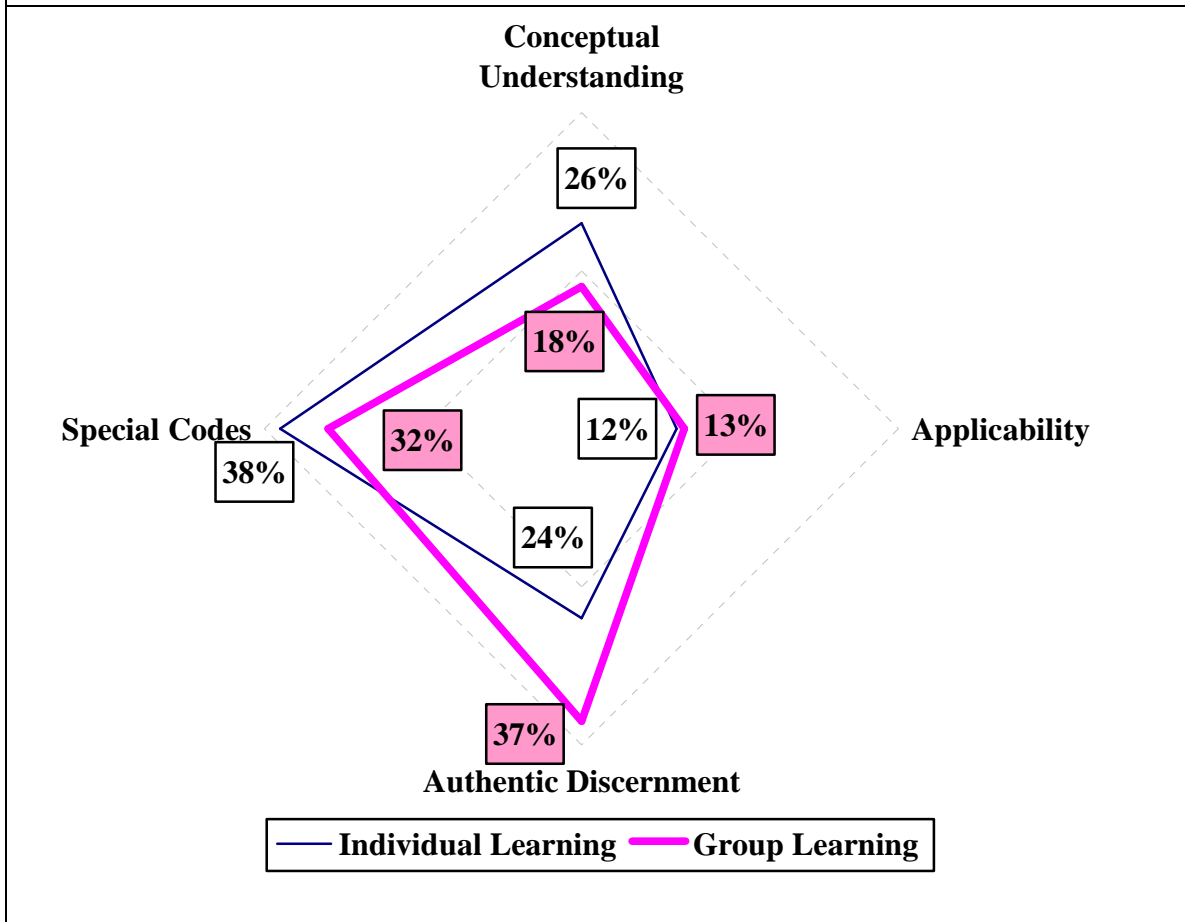 Conceptual
Understanding
26%
18%
Special Codes
32%
12%
13%
Applicability
38%
24%
37%
Authentic Discernment
Individual Learning
Group Learning